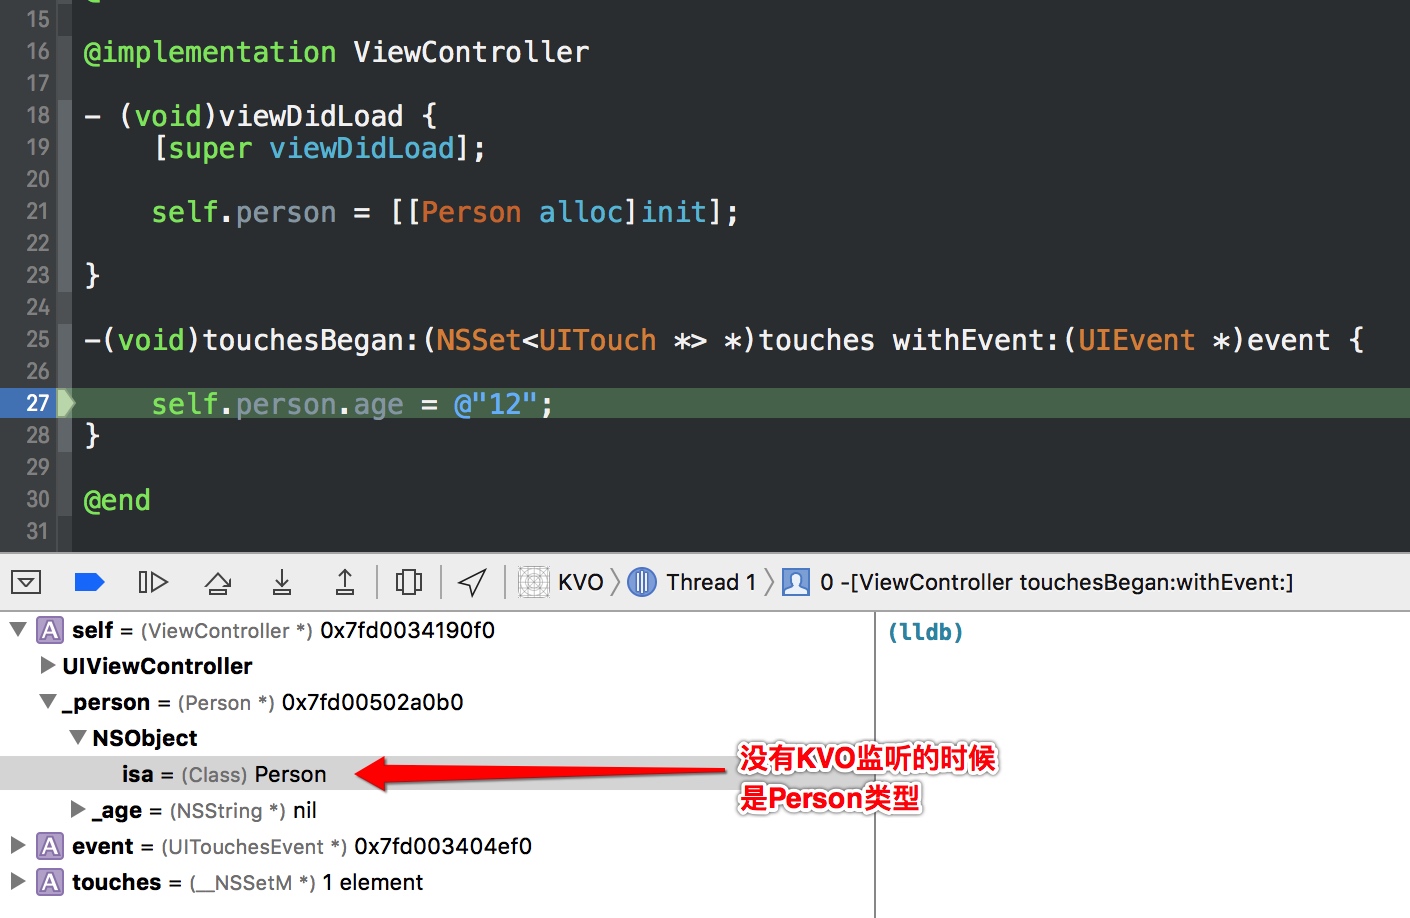 15
16 @implementation ViewController
17
18 - (void)viewDidLoad {
19 [super viewDidLoad];
20
21 self.person = [[Person alloc]init];
22
23 }
24
25 -(void)touchesBegan:(NSSet<UITouch *> *)touches withEvent:(UIEvent *)event {
26
27 self.person.age = @"12";
28 }
29
30 @end
31
KVO Thread 1 0 -[ViewController touchesBegan:withEvent:]
A self = (ViewController *) 0x7fd0034190f0
(lldb)
UIViewController
_person = (Person *) 0x7fd00502a0b0
NSObject
isa = (Class) Person
没有KVO监听的时候
是Person类型
_age = (NSString *) nil
A event = (UITouchesEvent *) 0x7fd003404ef0
A touches = (__NSSetM *) 1 element